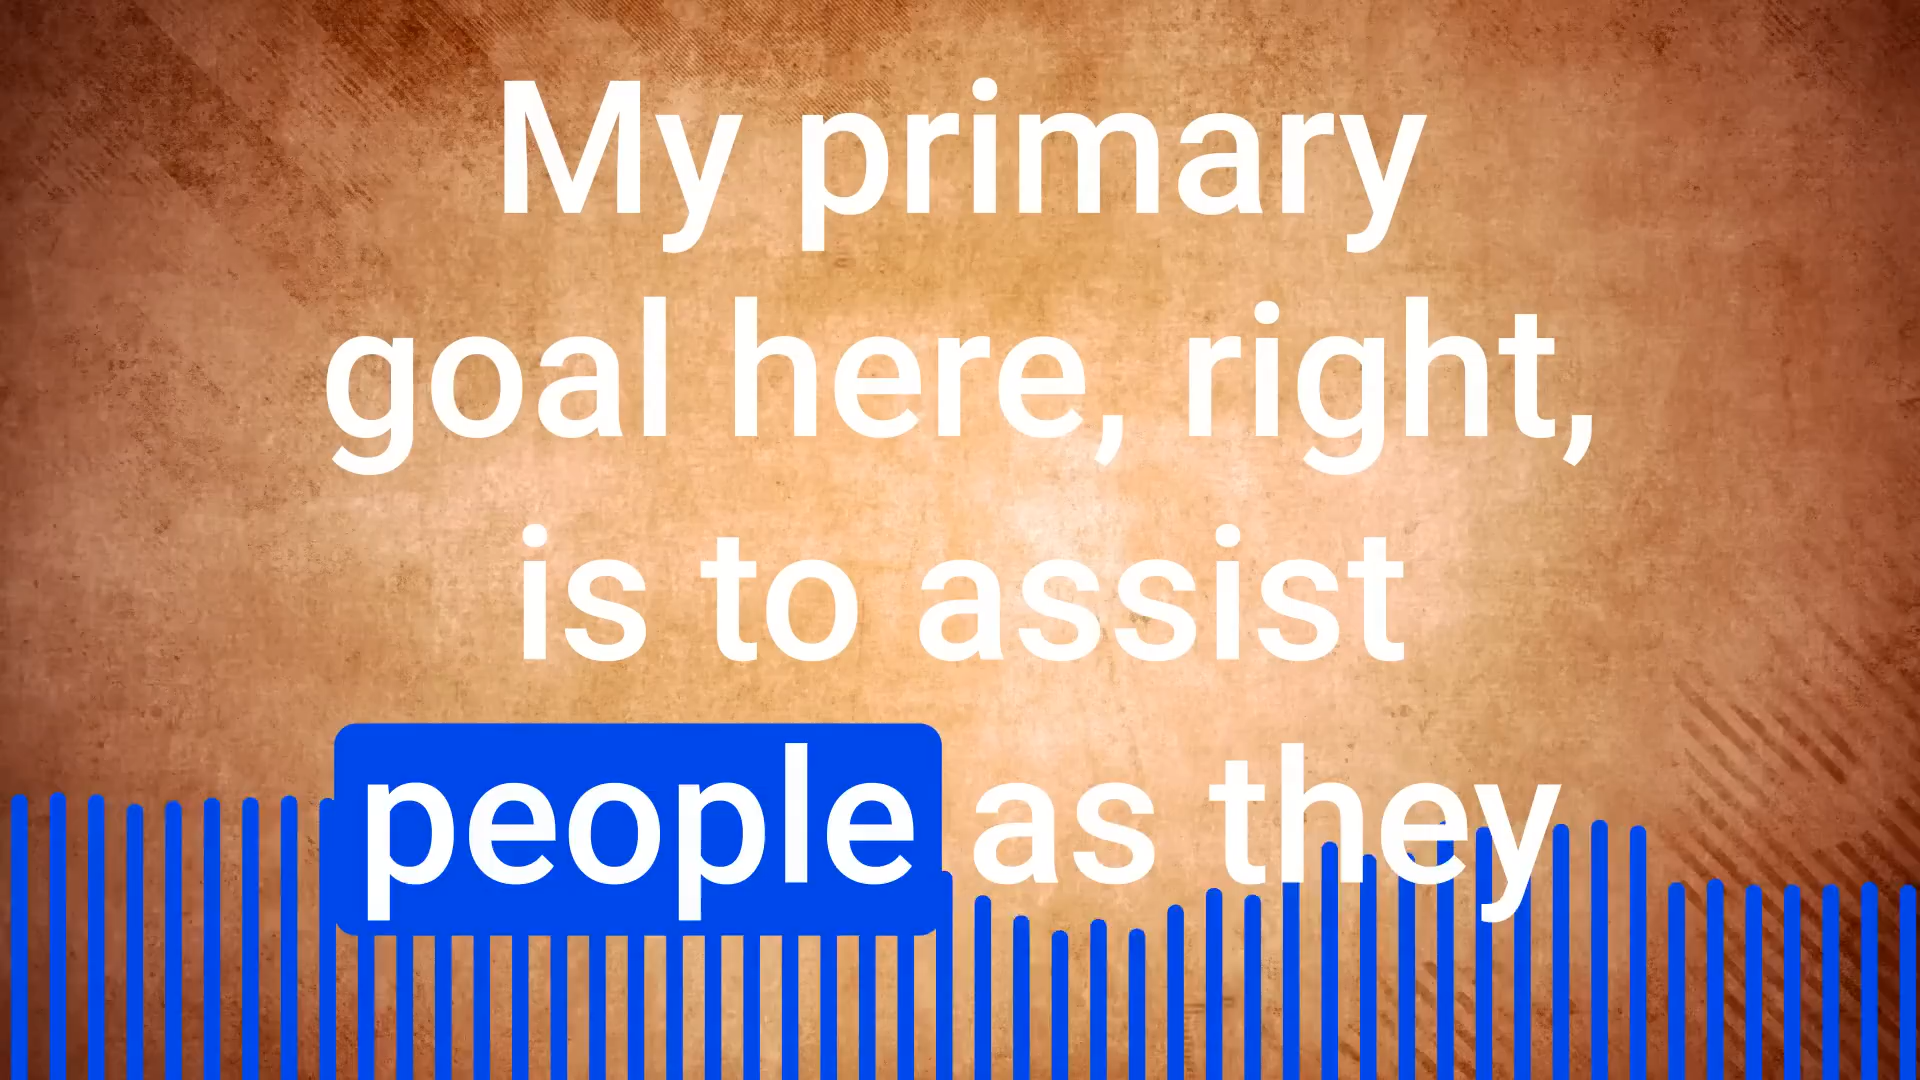 My primary
goal here, right,
is to assist
people as they